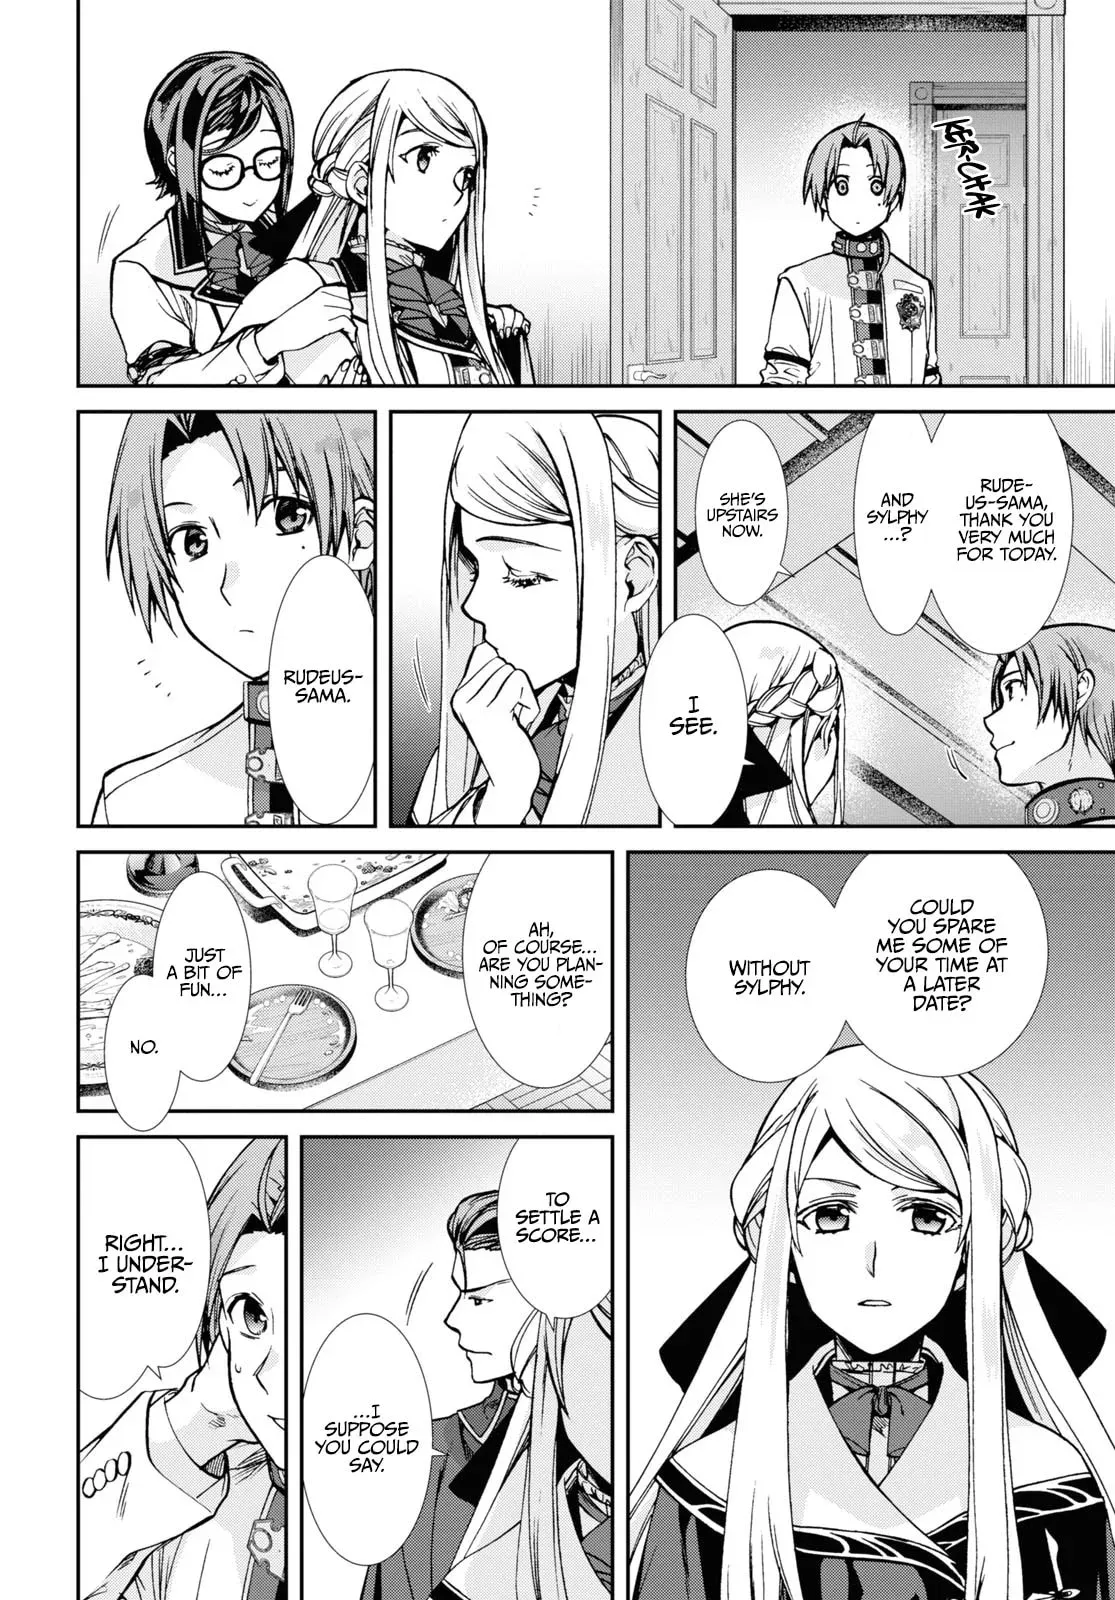 KER-CHAK
RUDE-
US-SAMA,
THANK YOU
VERY MUCH
FOR TODAY.
AND
SYLPHY
...?
SHE'S
UPSTAIRS
NOW.
I
SEE.
RUDEUS-
SAMA.
COULD
YOU SPARE
ME SOME OF
YOUR TIME AT
A LATER
DATE?
WITHOUT
SYLPHY.
AH,
OF COURSE...
ARE YOU PLAN-
NING SOME-
THING?
JUST
A BIT OF
FUN...
NO.
TO
SETTLE A
SCORE...
...I
SUPPOSE
YOU COULD
SAY.
RIGHT...
I UNDER-
STAND.